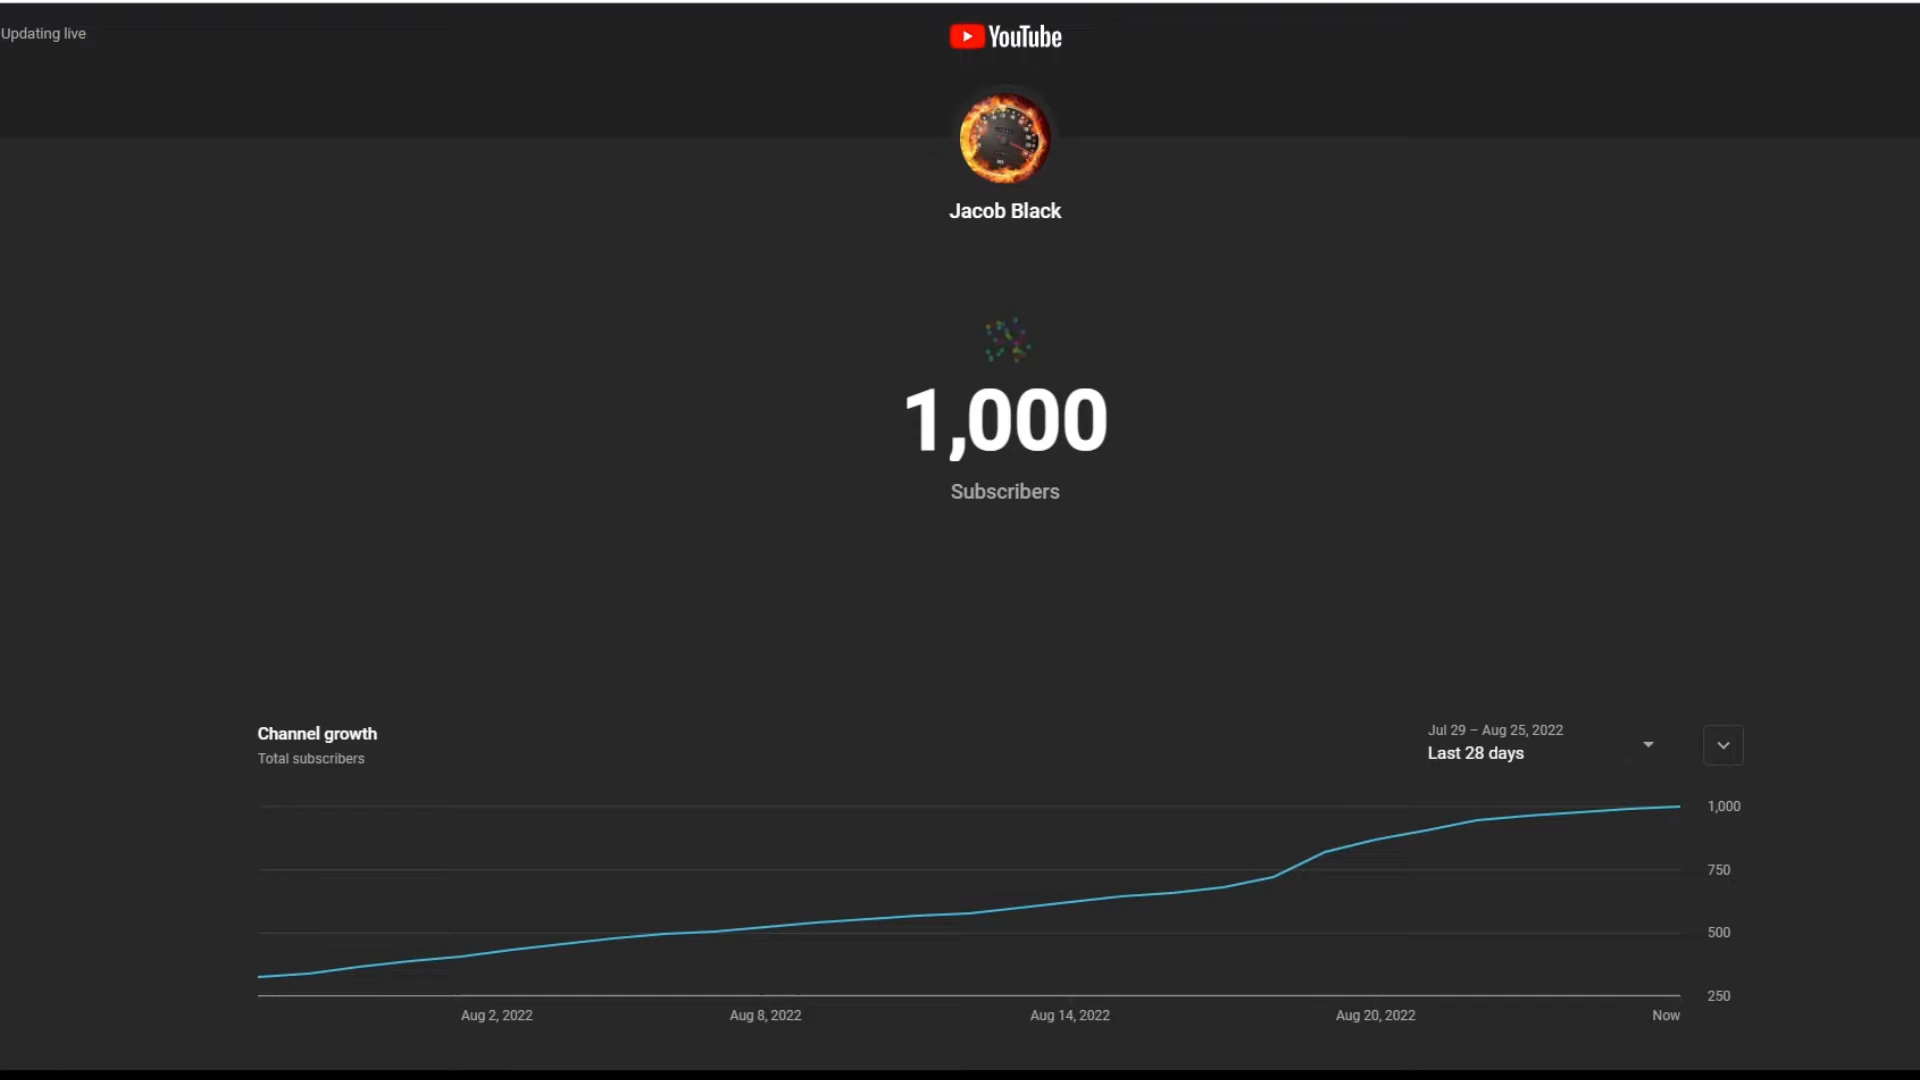 Updating live
YouTube
Jacob Black
1,000
Subscribers
Channel growth
Total subscribers
Jul 29 – Aug 25, 2022
Last 28 days
1,000
750
500
250
Aug 2, 2022
Aug 8, 2022
Aug 14, 2022
Aug 20, 2022
Now